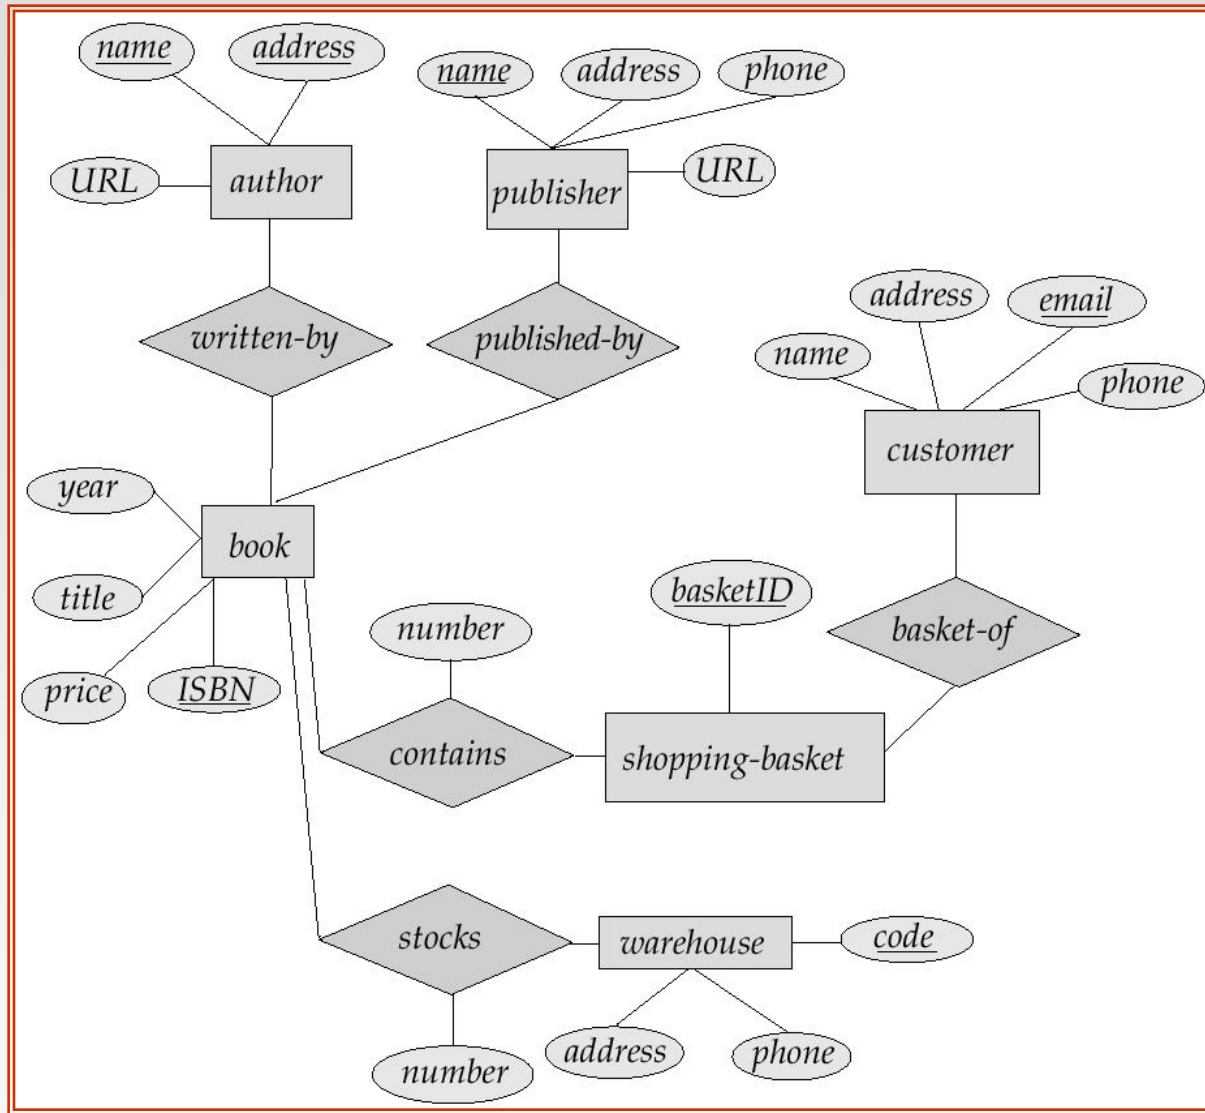 name
address
name
address
phone
URL
author
publisher
URL
written-by
published-by
address
email
name
phone
customer
year
book
title
price
ISBN
number
basketID
basket-of
contains
shopping-basket
stocks
warehouse
code
number
address
phone